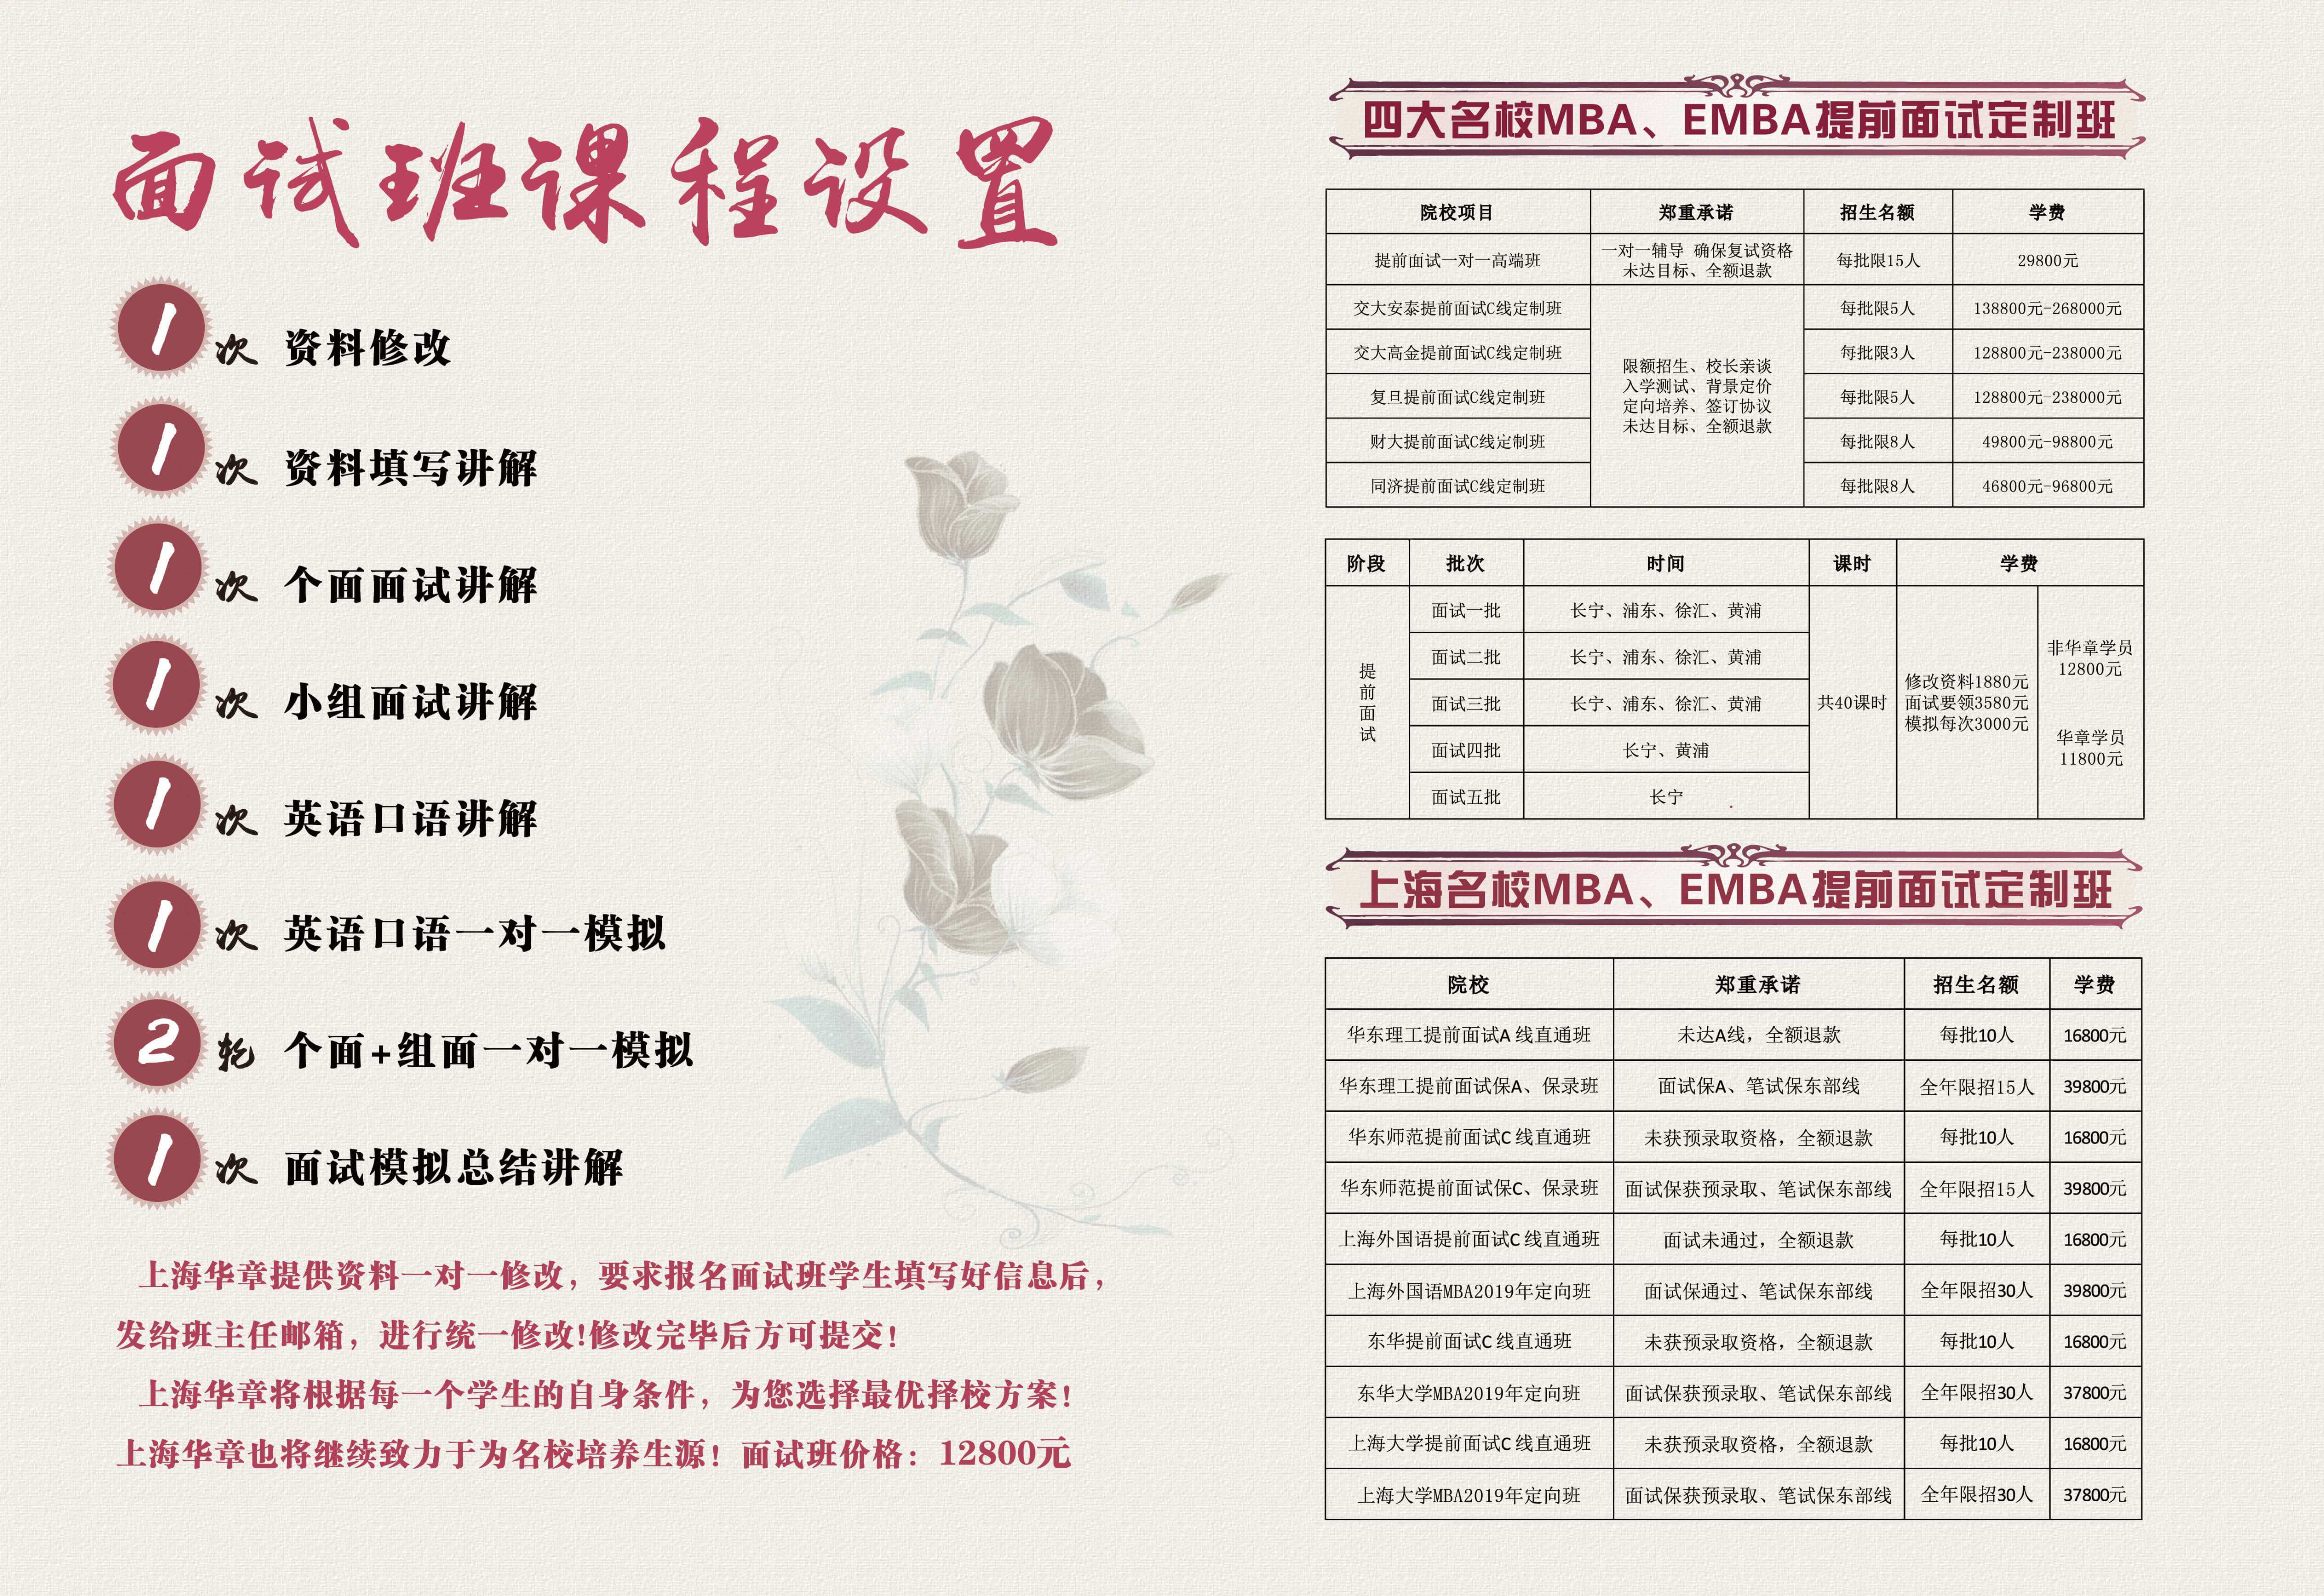 面试班课程设置
1次 资料修改
1次 资料填写讲解
1次 个面面试讲解
1次 小组面试讲解
1次 英语口语讲解
1次 英语口语一对一模拟
2轮 个面+组面一对一模拟
1次 面试模拟总结讲解
上海华章提供资料一对一修改，要求报名面试班学生填写好信息后，
发给班主任邮箱，进行统一修改!修改完毕后方可提交！
上海华章将根据每一个学生的自身条件，为您选择最优择校方案！
上海华章也将继续致力于为名校培养生源！面试班价格：12800元
四大名校MBA、EMBA提前面试定制班
院校项目 郑重承诺 招生名额 学费
提前面试一对一高端班 一对一辅导 确保复试资格 每批限15人 29800元
未达目标、全额退款
交大安泰提前面试C线定制班 每批限5人 138800元-268000元
交大高金提前面试C线定制班 每批限3人 128800元-238000元
复旦提前面试C线定制班 每批限5人 128800元-238000元
财大提前面试C线定制班 每批限8人 49800元-98800元
同济提前面试C线定制班 每批限8人 46800元-96800元
限额招生、校长亲谈
入学测试、背景定价
定向培养、签订协议
未达目标、全额退款
阶段 批次 时间 课时 学费
提前面试
面试一批 长宁、浦东、徐汇、黄浦
面试二批 长宁、浦东、徐汇、黄浦
面试三批 长宁、浦东、徐汇、黄浦
面试四批 长宁、黄浦
面试五批 长宁
共40课时
修改资料1880元
面试要领3580元
模拟每次3000元
非华章学员
12800元
华章学员
11800元
上海名校MBA、EMBA提前面试定制班
院校 郑重承诺 招生名额 学费
华东理工提前面试A 线直通班 未达A线，全额退款 每批10人 16800元
华东理工提前面试保A、保录班 面试保A、笔试保东部线 全年限招15人 39800元
华东师范提前面试C 线直通班 未获预录取资格，全额退款 每批10人 16800元
华东师范提前面试保C、保录班 面试保获预录取、笔试保东部线 全年限招15人 39800元
上海外国语提前面试C 线直通班 面试未通过，全额退款 每批10人 16800元
上海外国语MBA2019年定向班 面试保通过、笔试保东部线 全年限招30人 39800元
东华提前面试C 线直通班 未获预录取资格，全额退款 每批10人 16800元
东华大学MBA2019年定向班 面试保获预录取、笔试保东部线 全年限招30人 37800元
上海大学提前面试C 线直通班 未获预录取资格，全额退款 每批10人 16800元
上海大学MBA2019年定向班 面试保获预录取、笔试保东部线 全年限招30人 37800元